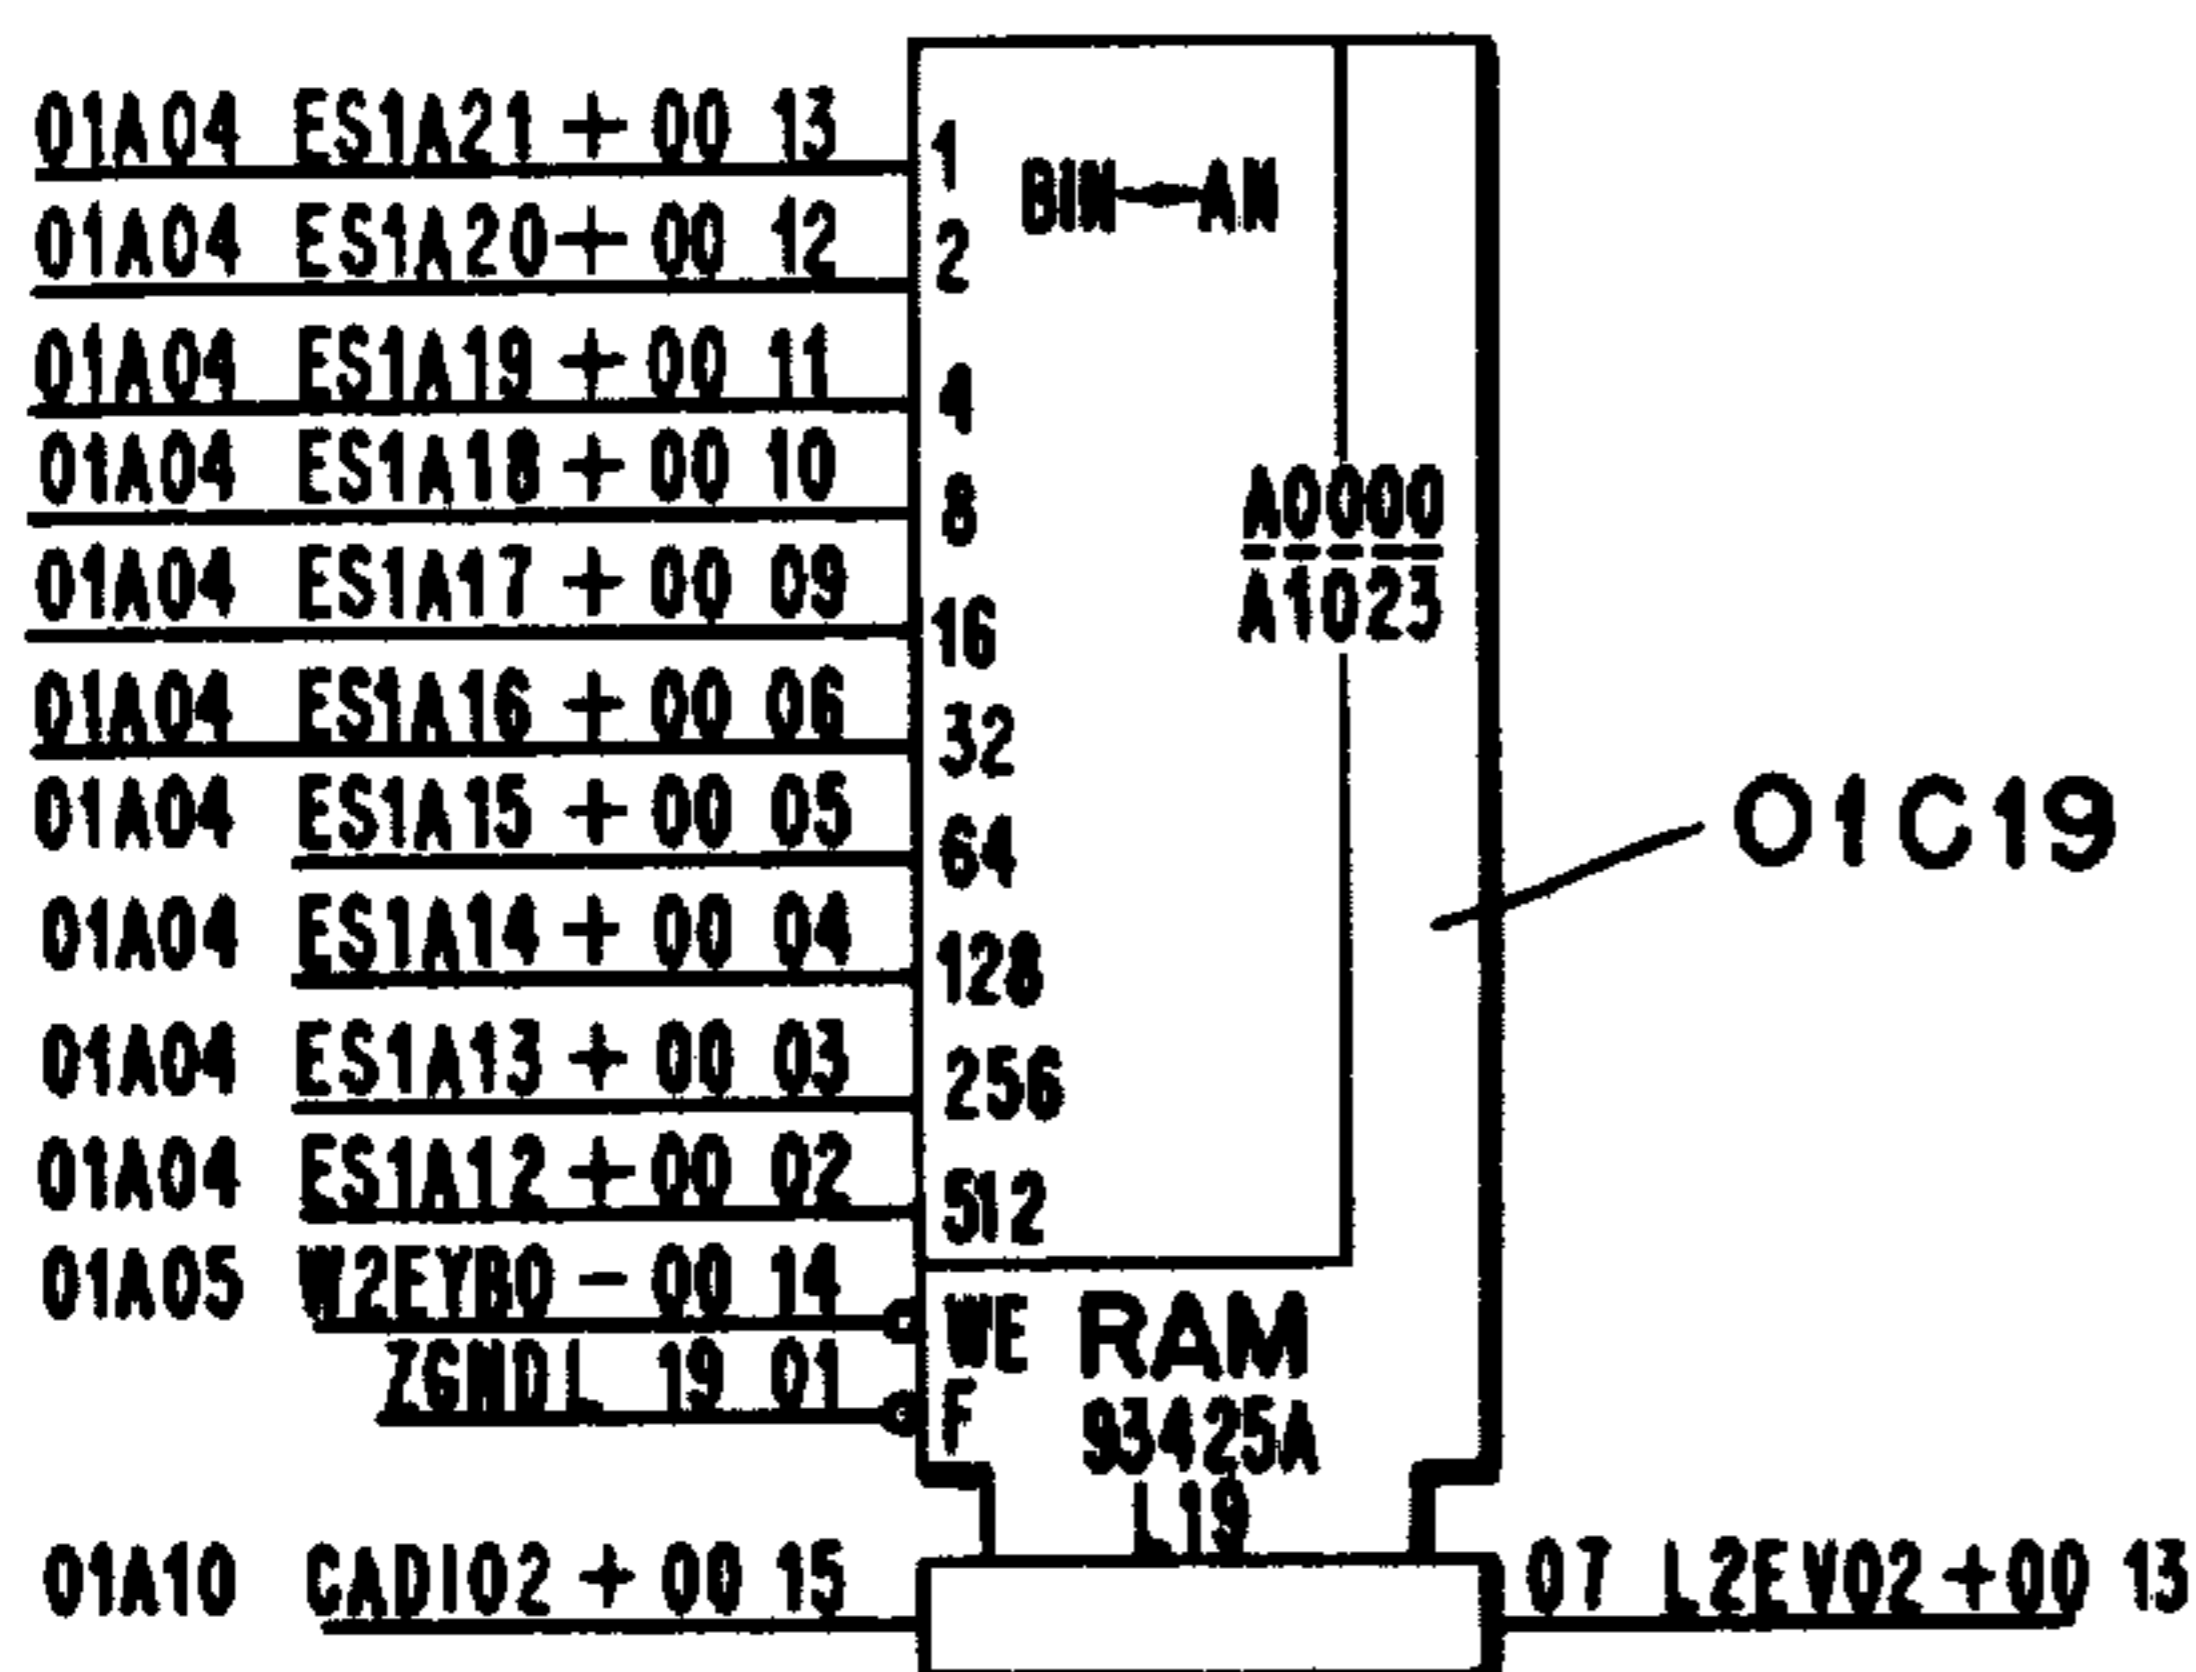 01A04 ES1A21+00 13
1
BIN-AN
01A04 ES1A20+00 12
2
01A04 ES1A19+00 11
4
01A04 ES1A18+00 10
8
A0000
A1023
01A04 ES1A17+00 09
16
01A04 ES1A16+00 06
32
01A04 ES1A15+00 05
64
01C19
01A04 ES1A14+00 04
128
01A04 ES1A13+00 03
256
01A04 ES1A12+00 02
512
01A05 W2EYB0-00 14
WE RAM
ZGND1 19 01
F
93425A
L19
01A10 CADI02+00 15
07 L2EV02+00 13